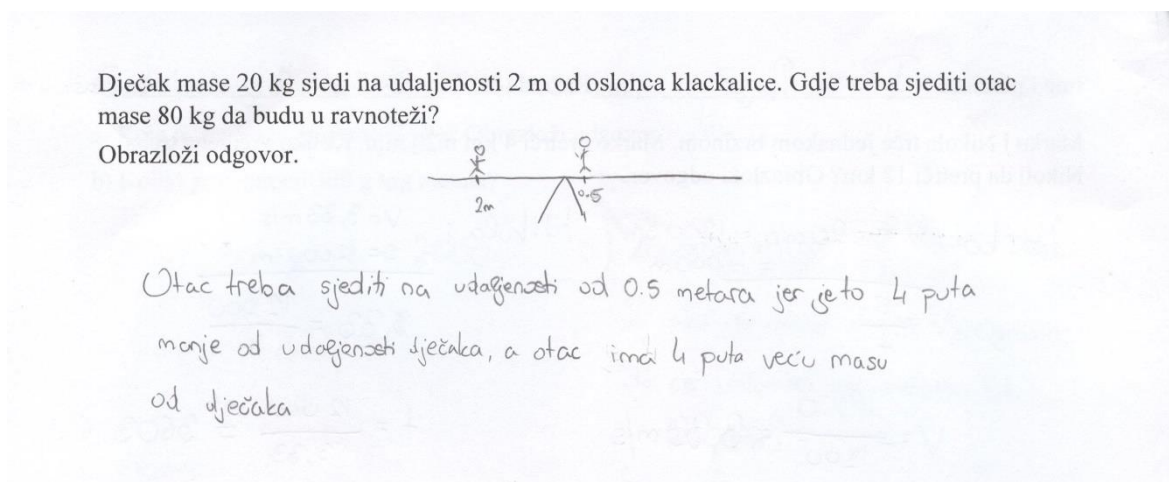 Dječak mase 20 kg sjedi na udaljenosti 2 m od oslonca klackalice. Gdje treba sjediti otac
mase 80 kg da budu u ravnoteži?
Obrazloži odgovor.
2m
0.5
Otac treba sjediti na udaljenosti od 0.5 metara jer je to 4 puta
manje od udaljenosti dječaka, a otac ima 4 puta veću masu
od dječaka